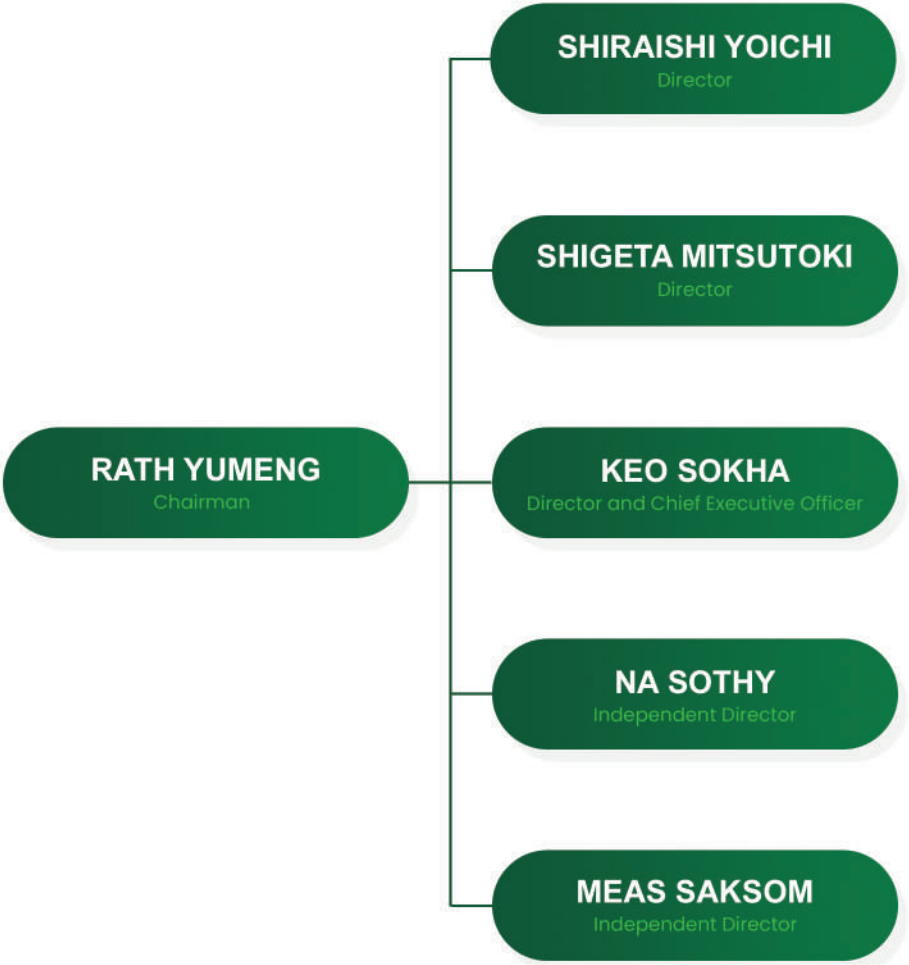 RATH YUMENG
Chairman
SHIRAISHI YOICHI
Director
SHIGETA MITSUTOKI
Director
KEO SOKHA
Director and Chief Executive Officer
NA SOTHY
Independent Director
MEAS SAKSOM
Independent Director